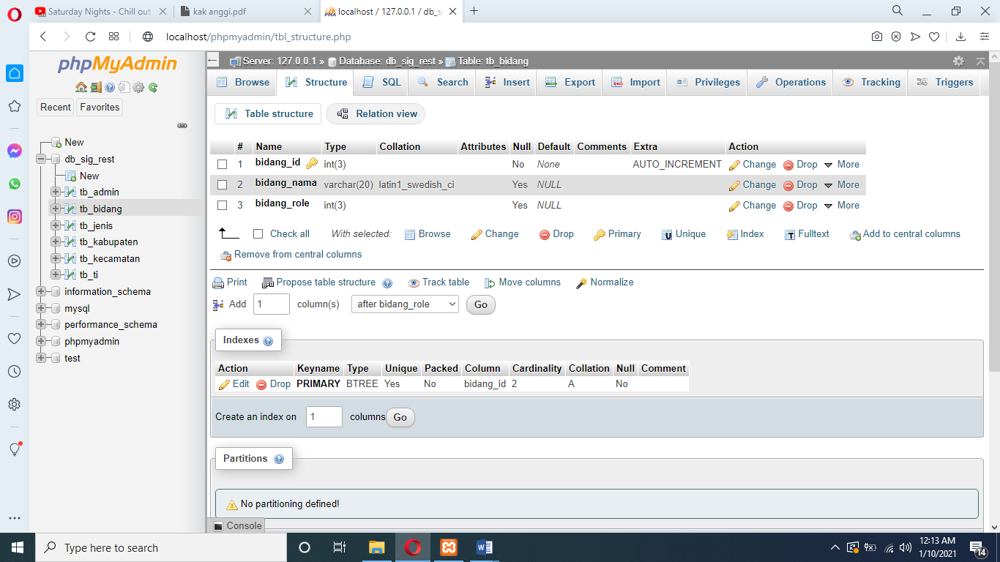 Saturday Nights - Chill out
kak anggi.pdf
localhost / 127.0.0.1 / db_si
localhost/phpmyadmin/tbl_structure.php
phpMyAdmin
Recent Favorites
New
db_sig_rest
New
tb_admin
tb_bidang
tb_jenis
tb_kabupaten
tb_kecamatan
tb_ti
information_schema
mysql
performance_schema
phpmyadmin
test
Server: 127.0.0.1 » Database: db_sig_rest » Table: tb_bidang
Browse Structure SQL Search Insert Export Import Privileges Operations Tracking Triggers
Table structure Relation view
# Name Type Collation Attributes Null Default Comments Extra Action
1 bidang_id int(3) No None AUTO_INCREMENT Change Drop More
2 bidang_nama varchar(20) latin1_swedish_ci Yes NULL Change Drop More
3 bidang_role int(3) Yes NULL Change Drop More
Check all With selected: Browse Change Drop Primary Unique Index Fulltext Add to central columns
Remove from central columns
Print Propose table structure Track table Move columns Normalize
Add 1 column(s) after bidang_role Go
Indexes
Action Keyname Type Unique Packed Column Cardinality Collation Null Comment
Edit Drop PRIMARY BTREE Yes No bidang_id 2 A No
Create an index on 1 columns Go
Partitions
No partitioning defined!
Console
Type here to search
12:13 AM
1/10/2021
14